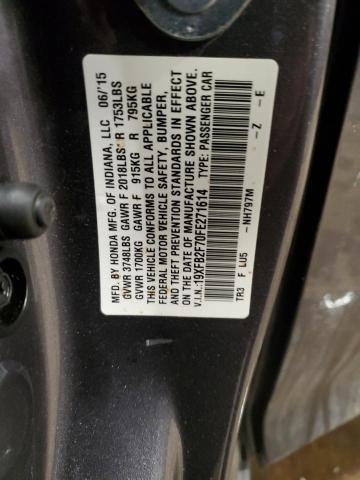 MFD. BY HONDA MFG. OF INDIANA, LLC 06/'15
GVWR 3748LBS GAWR F 2018LBS R 1753LBS
GVWR 1700KG GAWR F 915KG R 795KG
THIS VEHICLE CONFORMS TO ALL APPLICABLE
FEDERAL MOTOR VEHICLE SAFETY, BUMPER,
AND THEFT PREVENTION STANDARDS IN EFFECT
ON THE DATE OF MANUFACTURE SHOWN ABOVE.
V.I.N.:19XFB2F70FE271614 TYPE: PASSENGER CAR
TR3 F LU5 -NH797M -Z -E